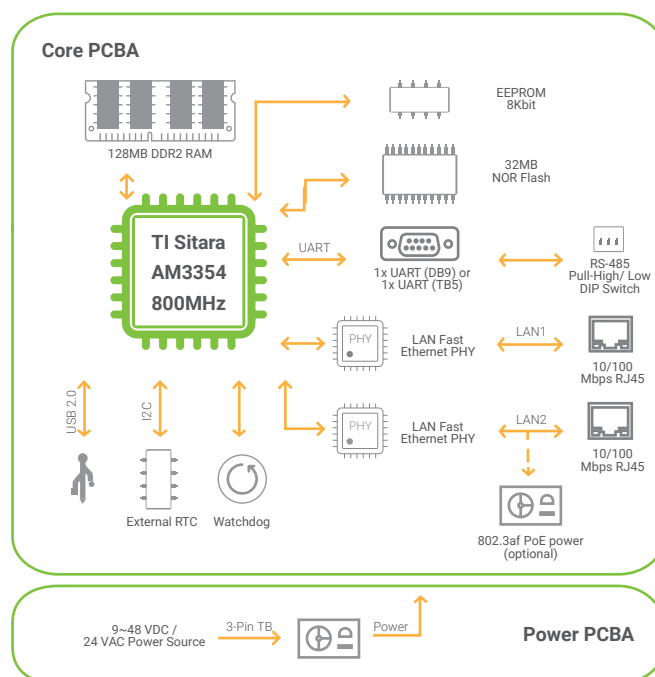 Core PCBA
128MB DDR2 RAM
EEPROM
8Kbit
32MB
NOR Flash
TI Sitara
AM3354
800MHz
UART
1x UART (DB9) or
1x UART (TB5)
RS-485
Pull-High/ Low
DIP Switch
PHY
LAN Fast
Ethernet PHY
LAN1
10/100
Mbps RJ45
PHY
LAN Fast
Ethernet PHY
LAN2
10/100
Mbps RJ45
USB 2.0
I2C
External RTC
Watchdog
802.3af PoE power
(optional)
9~48 VDC /
24 VAC Power Source
3-Pin TB
Power
Power PCBA